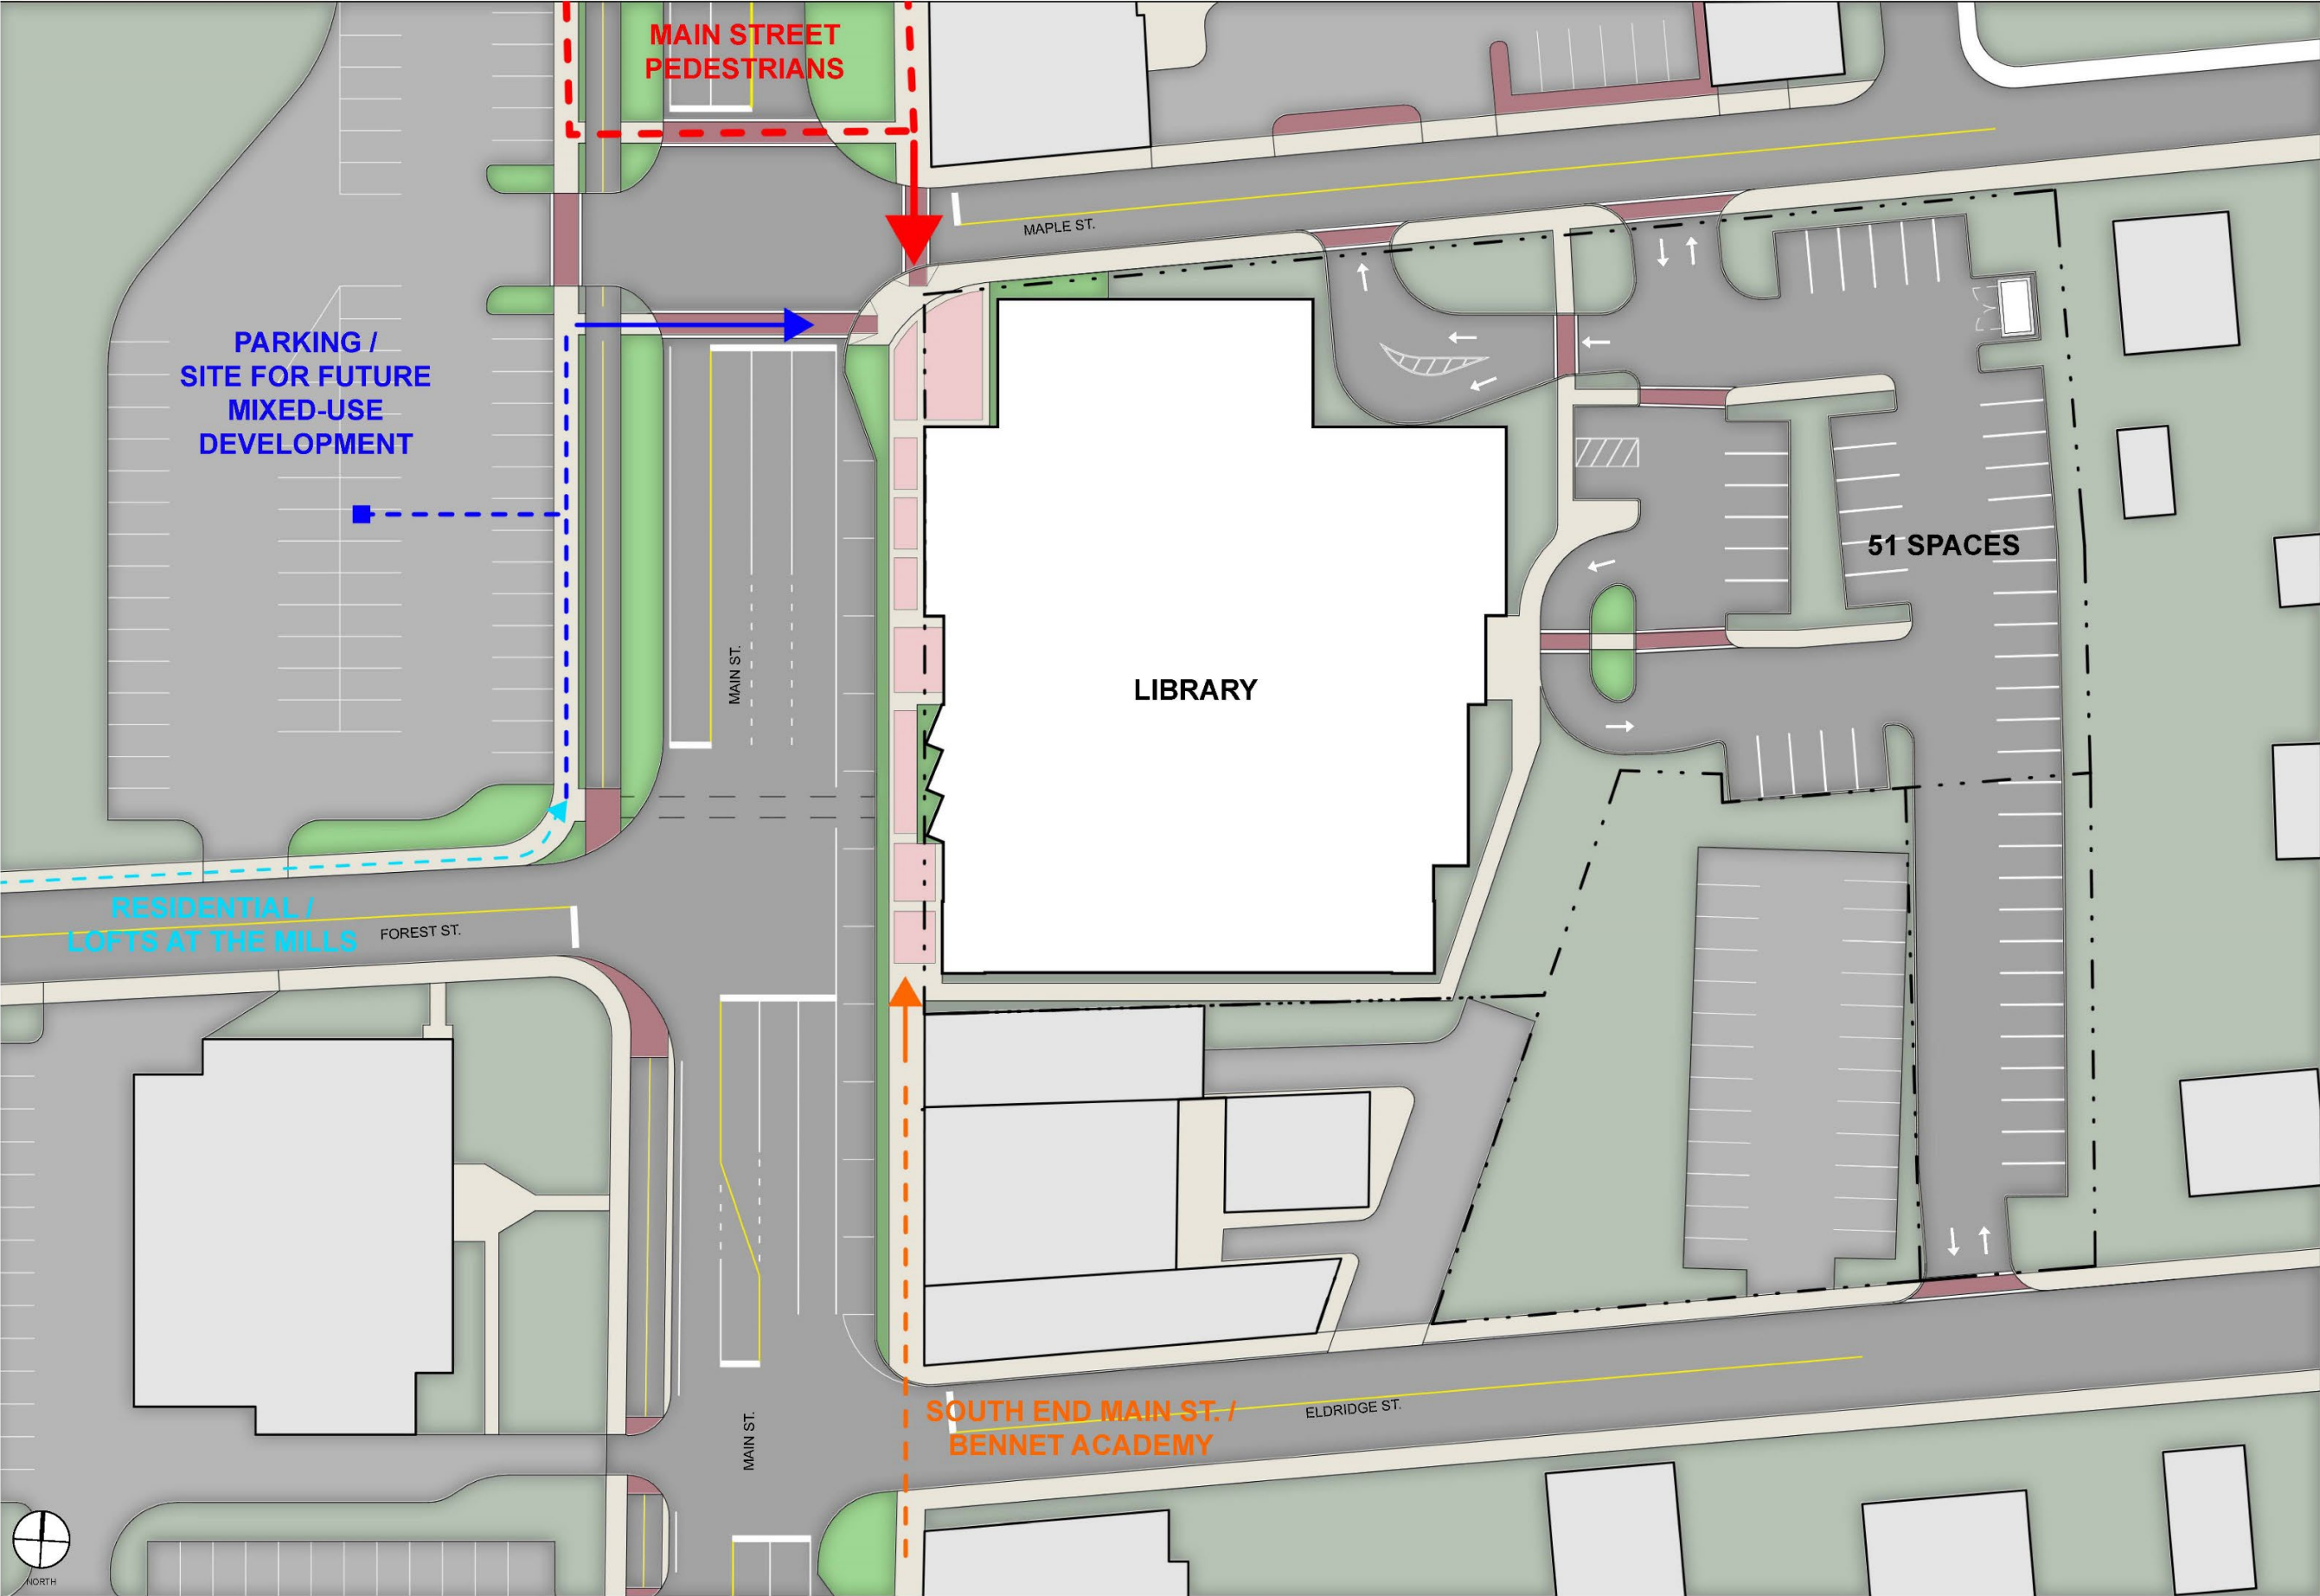 MAIN STREET
PEDESTRIANS
MAPLE ST.
PARKING /
SITE FOR FUTURE
MIXED-USE
DEVELOPMENT
51 SPACES
MAIN ST.
LIBRARY
RESIDENTIAL /
LOFTS AT THE MILLS
FOREST ST.
SOUTH END MAIN ST. /
BENNET ACADEMY
ELDRIDGE ST.
MAIN ST.
NORTH